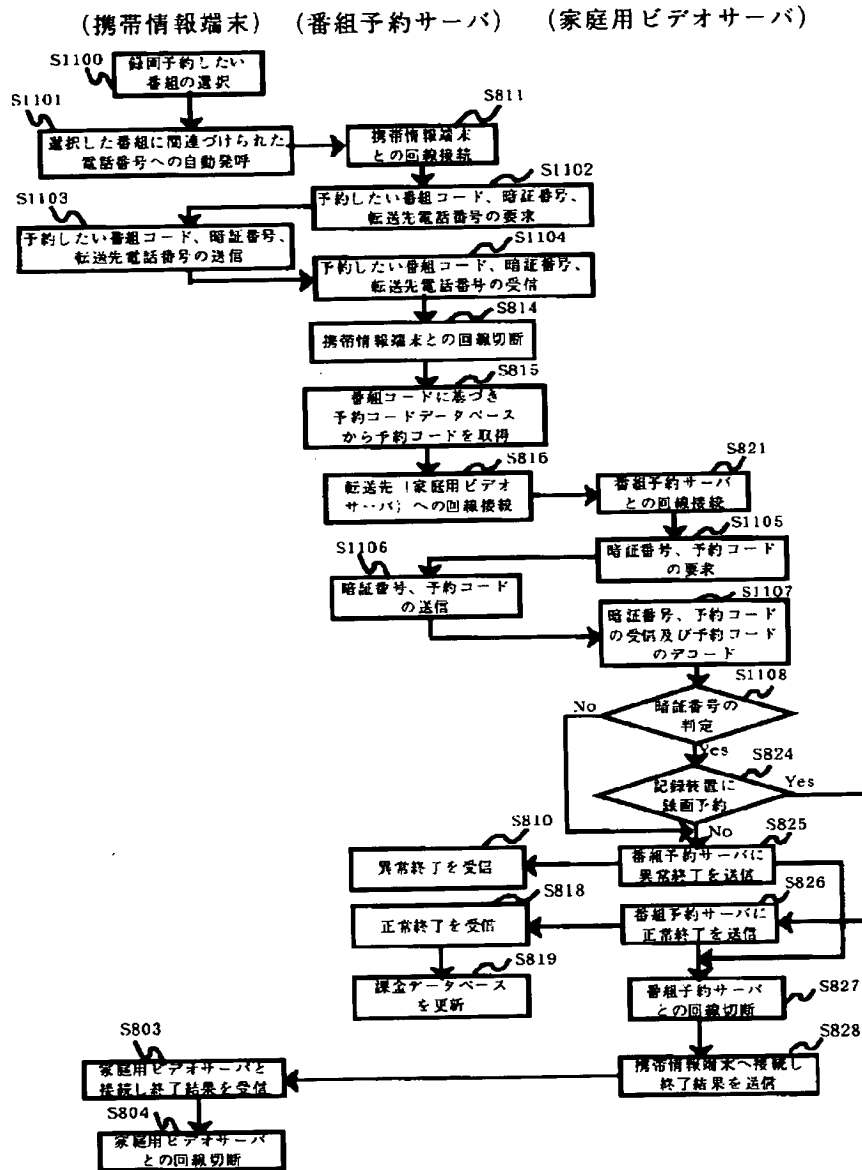 (携帯情報端末) (番組予約サーバ) (家庭用ビデオサーバ)
S1100
録画予約したい
番組の選択
S1101
選択した番組に関連づけられた
電話番号への自動発呼
S811
携帯情報端末
との回線接続
S1102
予約したい番組コード、暗証番号、
転送先電話番号の要求
S1103
予約したい番組コード、暗証番号、
転送先電話番号の送信
S1104
予約したい番組コード、暗証番号、
転送先電話番号の受信
S814
携帯情報端末との回線切断
S815
番組コードに基づき
予約コードデータベース
から予約コードを取得
S816
転送先(家庭用ビデオ
サーバ)への回線接続
S821
番組予約サーバ
との回線接続
S1105
暗証番号、予約コード
の要求
S1106
暗証番号、予約コード
の送信
S1107
暗証番号、予約コード
の受信及び予約コード
のデコード
S1108
暗証番号の
判定
No
Yes
S824
記録装置に
録画予約
Yes
No
S825
番組予約サーバに
異常終了を送信
S810
異常終了を受信
S826
番組予約サーバに
正常終了を送信
S818
正常終了を受信
S819
課金データベース
を更新
S827
番組予約サーバ
との回線切断
S828
携帯情報端末へ接続し
終了結果を送信
S803
家庭用ビデオサーバと
接続し終了結果を受信
S804
家庭用ビデオサーバ
との回線切断